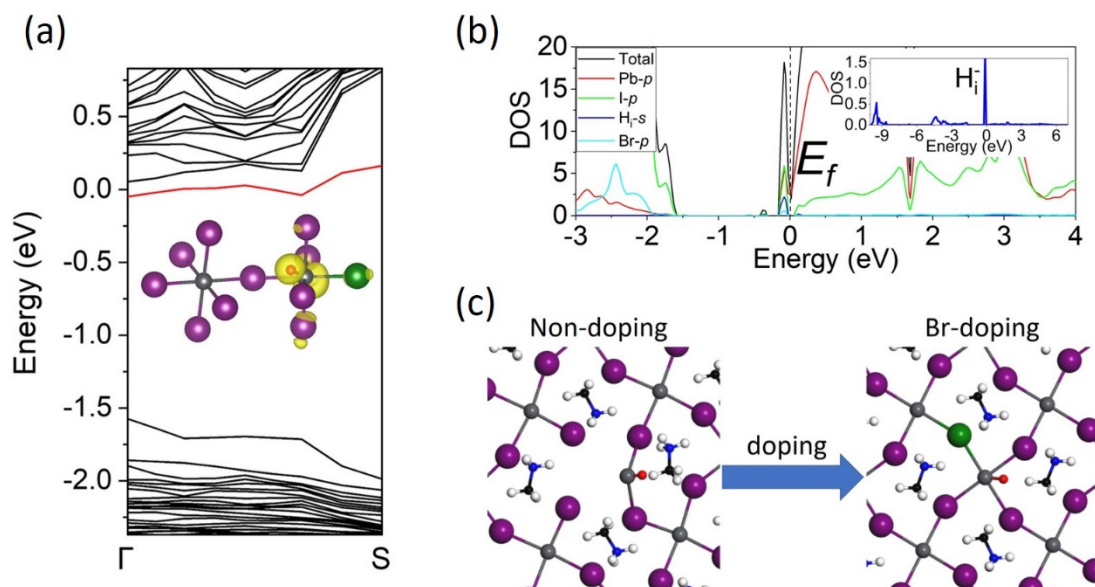 (a)
0.5
0.0
-0.5
-1.0
-1.5
-2.0
Energy (eV)
Γ
S
(b)
20
15
10
5
0
DOS
Total
Pb-p
I-p
Hi-s
Br-p
Ef
-3
-2
-1
0
1
2
3
4
Energy (eV)
1.5
1.0
0.5
0.0
DOS
Hi-
-9
-6
-3
0
3
6
Energy (eV)
(c)
Non-doping
Br-doping
doping